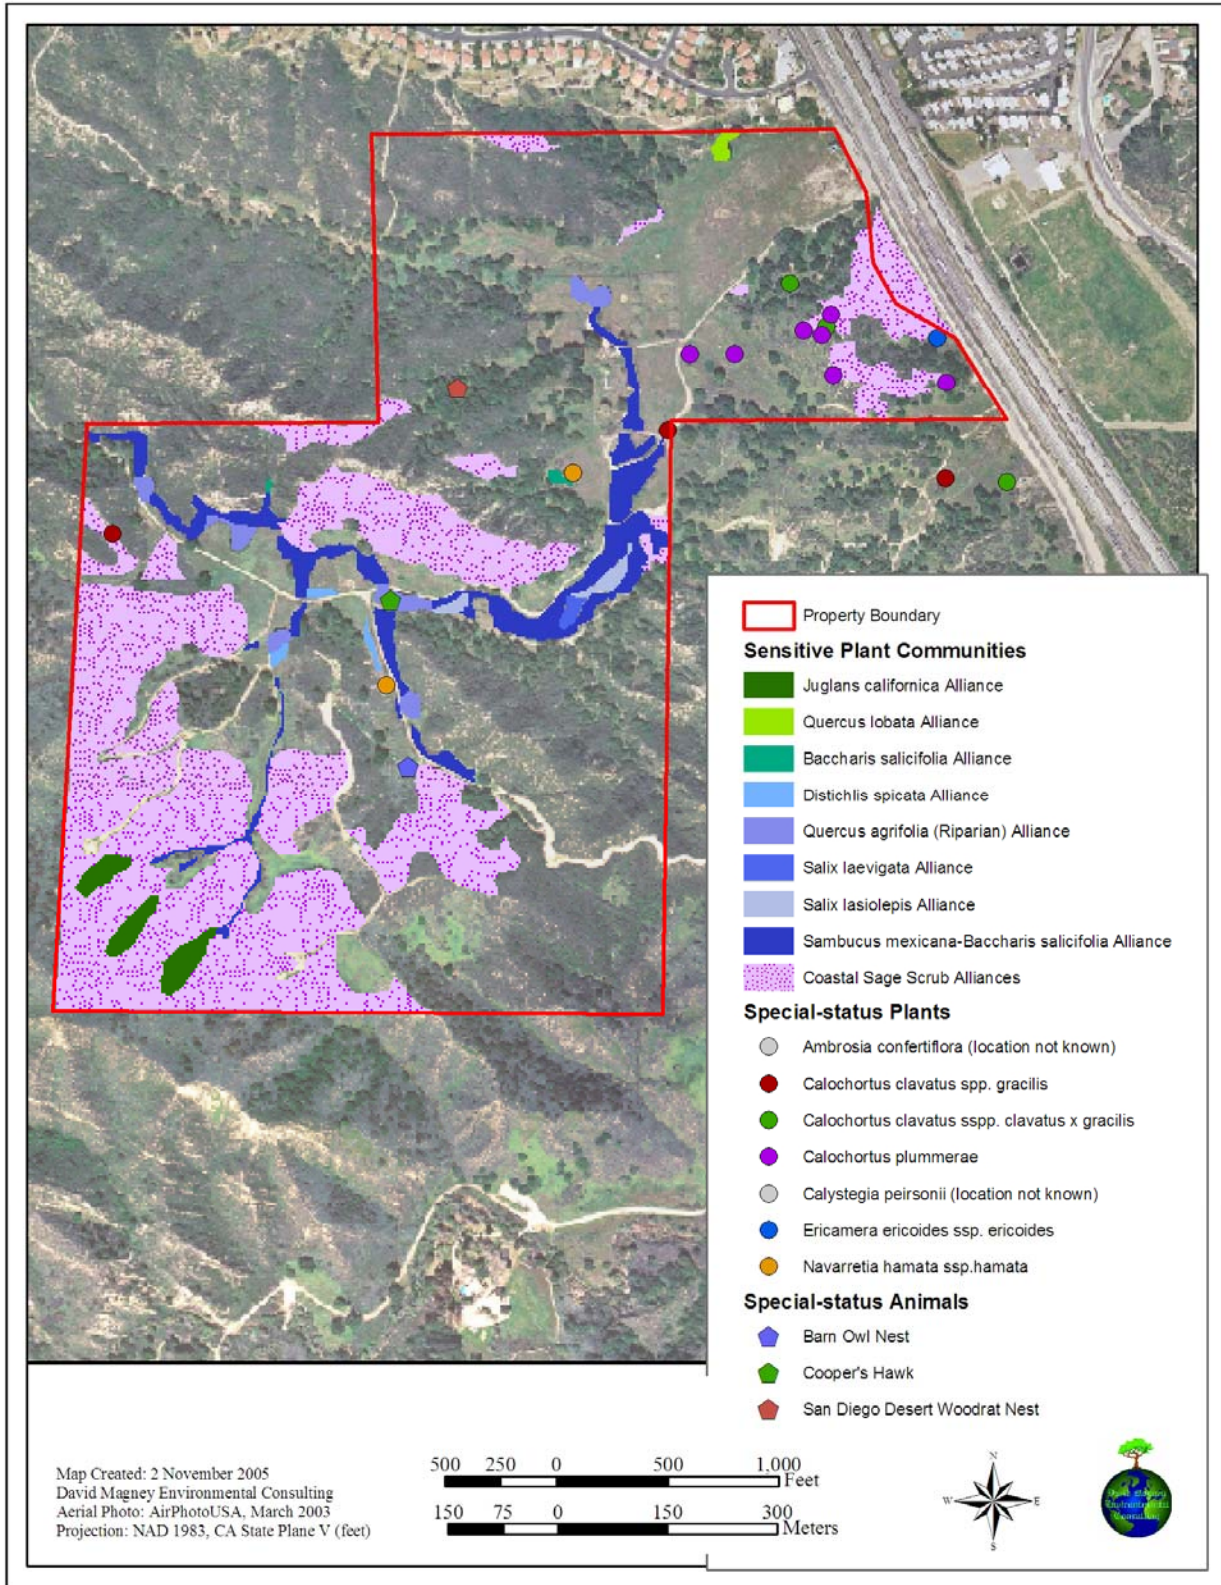 Property Boundary
Sensitive Plant Communities
Juglans californica Alliance
Quercus lobata Alliance
Baccharis salicifolia Alliance
Distichlis spicata Alliance
Quercus agrifolia (Riparian) Alliance
Salix laevigata Alliance
Salix lasiolepis Alliance
Sambucus mexicana-Baccharis salicifolia Alliance
Coastal Sage Scrub Alliances
Special-status Plants
Ambrosia confertiflora (location not known)
Calochortus clavatus spp. gracilis
Calochortus clavatus sspp. clavatus x gracilis
Calochortus plummerae
Calystegia peirsonii (location not known)
Ericamera ericoides ssp. ericoides
Navarretia hamata ssp.hamata
Special-status Animals
Barn Owl Nest
Cooper's Hawk
San Diego Desert Woodrat Nest
Map Created: 2 November 2005
David Magney Environmental Consulting
Aerial Photo: AirPhotoUSA, March 2003
Projection: NAD 1983, CA State Plane V (feet)
500 250 0 500 1,000
Feet
150 75 0 150 300
Meters
N
W E
S
David Magney
Environmental
Consulting